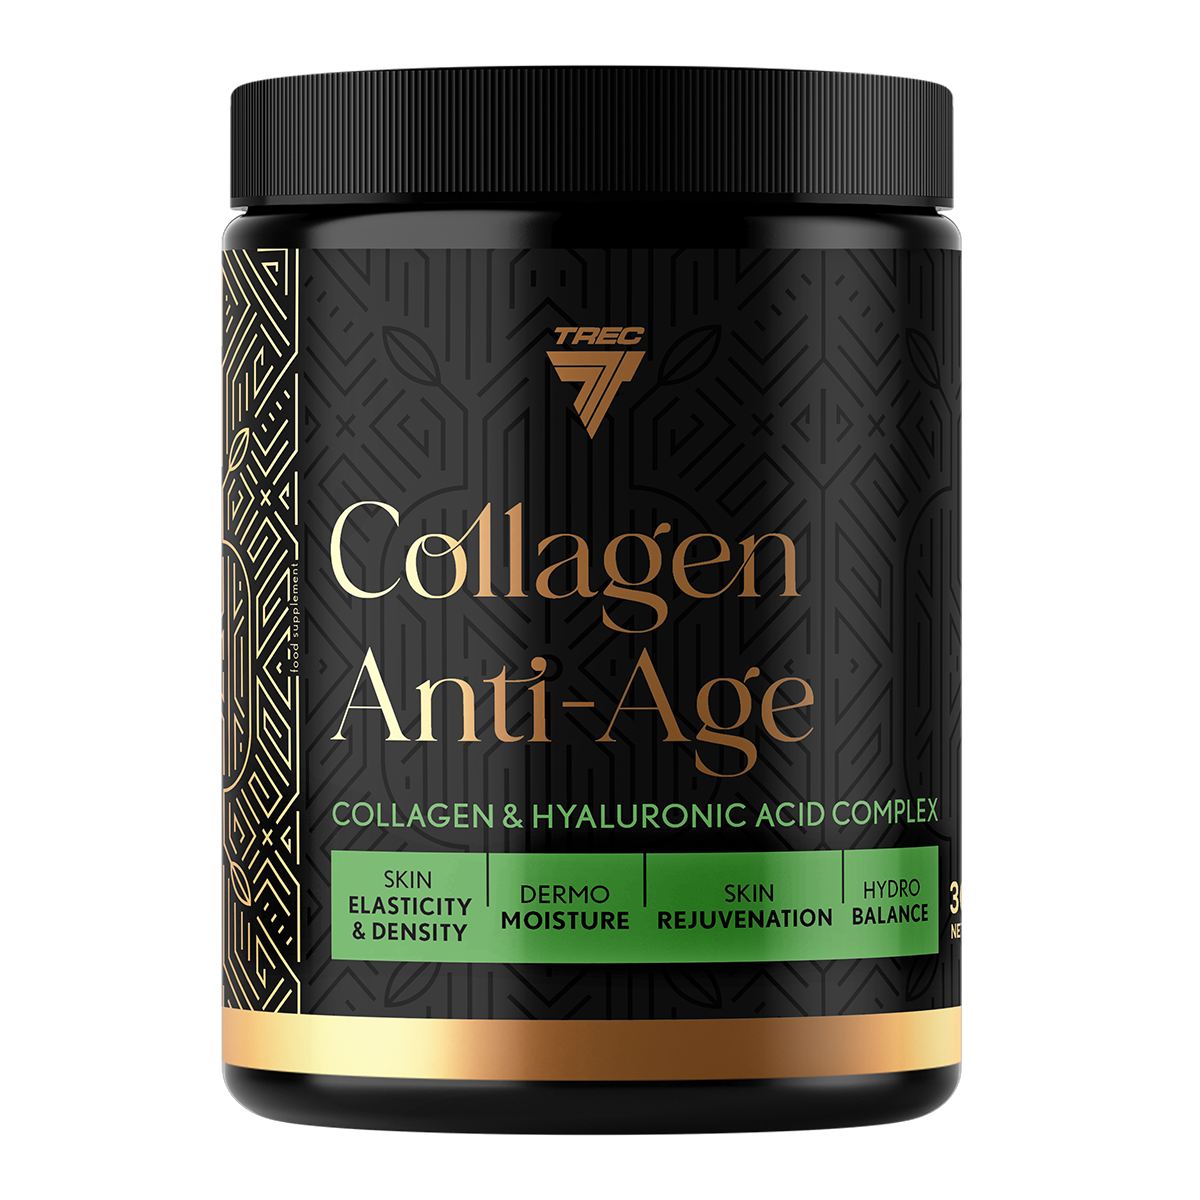 TREC
Collagen
Anti-Age
COLLAGEN & HYALURONIC ACID COMPLEX
SKIN
ELASTICITY
& DENSITY
DERMO
MOISTURE
SKIN
REJUVENATION
HYDRO
BALANCE
food supplement